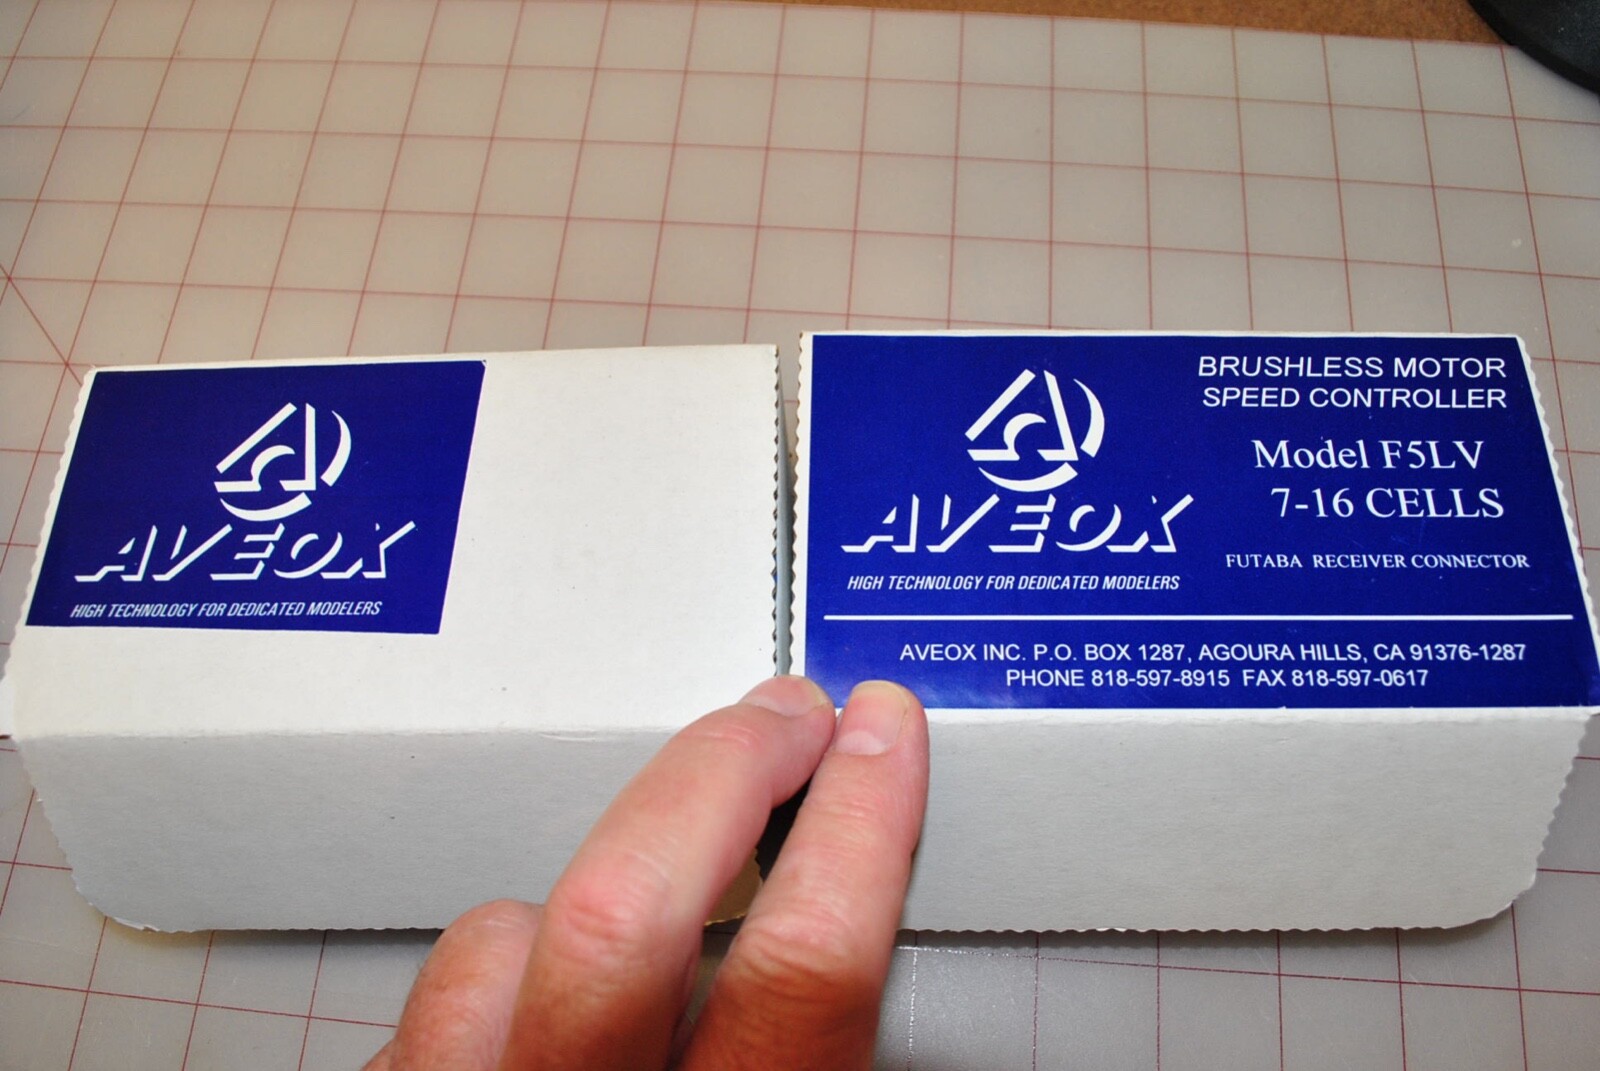 AVEOX
HIGH TECHNOLOGY FOR DEDICATED MODELERS
BRUSHLESS MOTOR
SPEED CONTROLLER
Model F5LV
7-16 CELLS
FUTABA RECEIVER CONNECTOR
AVEOX
HIGH TECHNOLOGY FOR DEDICATED MODELERS
AVEOX INC. P.O. BOX 1287, AGOURA HILLS, CA 91376-1287
PHONE 818-597-8915 FAX 818-597-0617